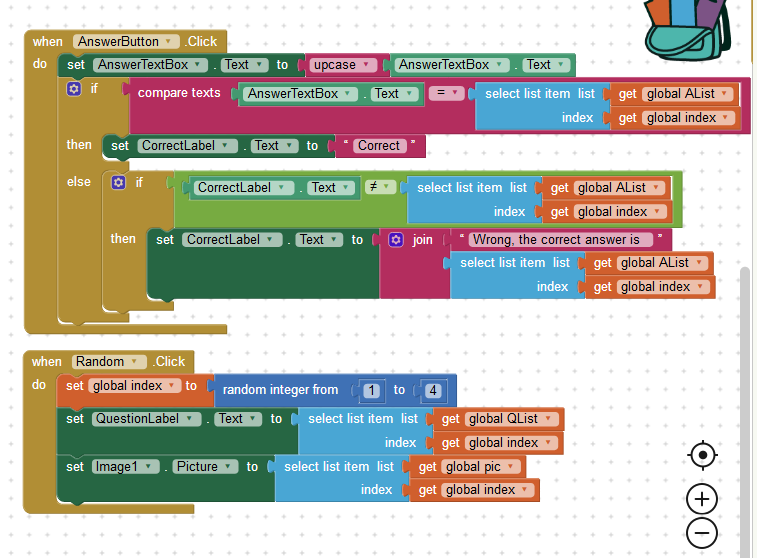 when AnswerButton .Click
do set AnswerTextBox . Text to upcase AnswerTextBox . Text
if compare texts AnswerTextBox . Text = select list item list get global AList
index get global index
then set CorrectLabel . Text to “ Correct ”
else if CorrectLabel . Text ≠ select list item list get global AList
index get global index
then set CorrectLabel . Text to join “ Wrong, the correct answer is ”
select list item list get global AList
index get global index
when Random .Click
do set global index to random integer from 1 to 4
set QuestionLabel . Text to select list item list get global QList
index get global index
set Image1 . Picture to select list item list get global pic
index get global index